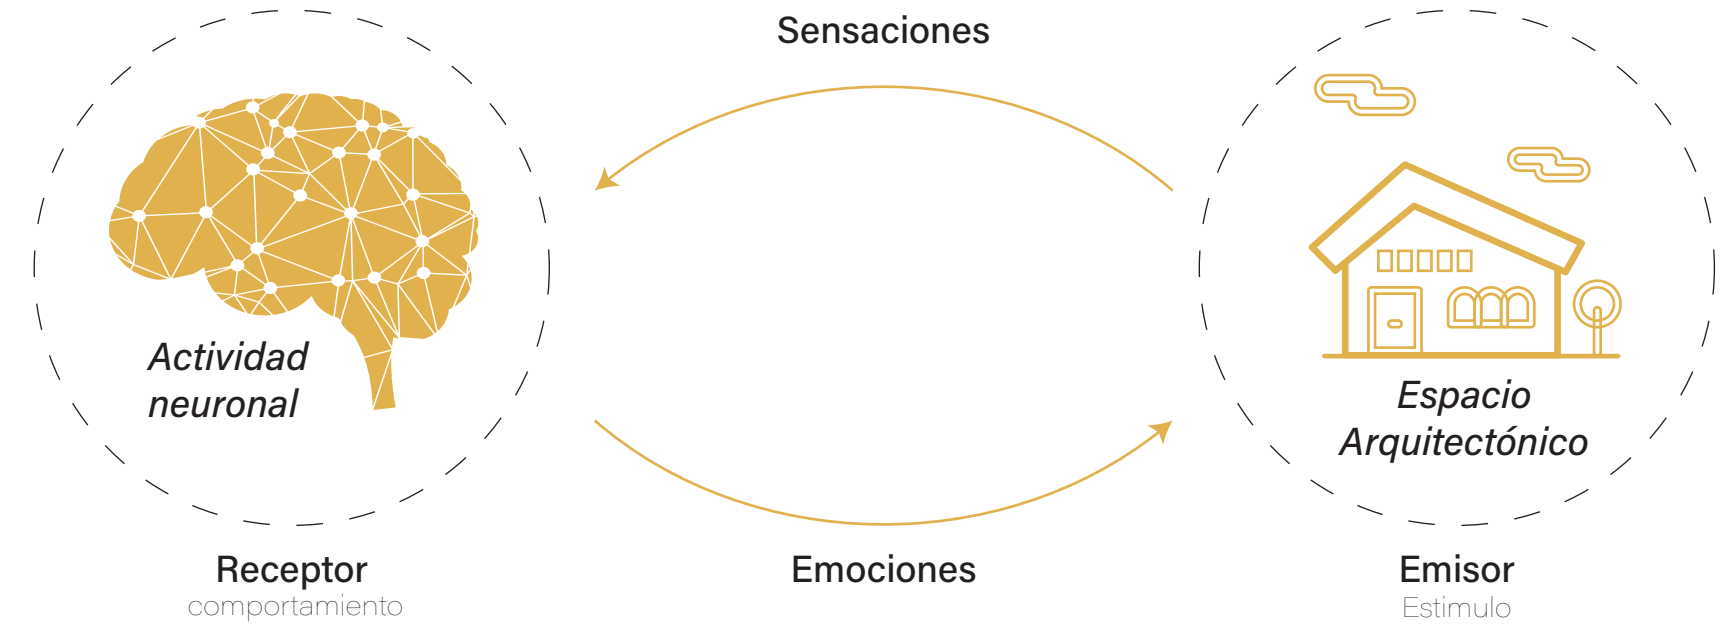 Sensaciones
Actividad
neuronal
Espacio
Arquitectónico
Receptor
comportamiento
Emociones
Emisor
Estimulo